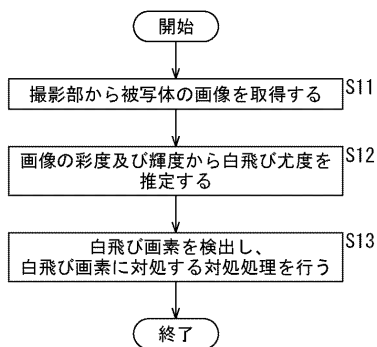 開始
撮影部から被写体の画像を取得する
S11
画像の彩度及び輝度から白飛び尤度を
推定する
S12
白飛び画素を検出し、
白飛び画素に対処する対処処理を行う
S13
終了